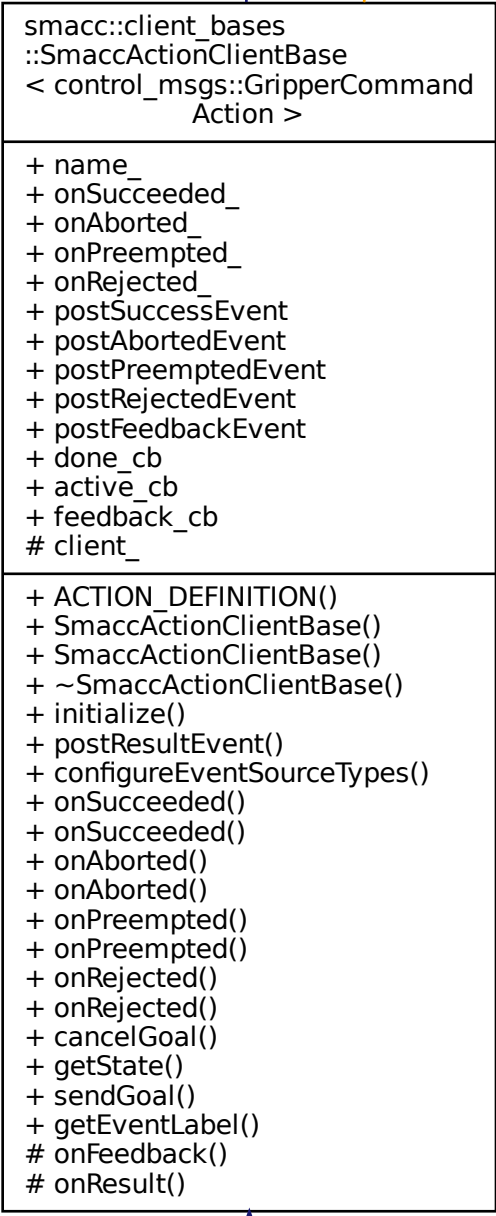 smacc::client_bases
::SmaccActionClientBase
< control_msgs::GripperCommand
Action >
+ name_
+ onSucceeded_
+ onAborted_
+ onPreempted_
+ onRejected_
+ postSuccessEvent
+ postAbortedEvent
+ postPreemptedEvent
+ postRejectedEvent
+ postFeedbackEvent
+ done_cb
+ active_cb
+ feedback_cb
# client_
+ ACTION_DEFINITION()
+ SmaccActionClientBase()
+ SmaccActionClientBase()
+ ~SmaccActionClientBase()
+ initialize()
+ postResultEvent()
+ configureEventSourceTypes()
+ onSucceeded()
+ onSucceeded()
+ onAborted()
+ onAborted()
+ onPreempted()
+ onPreempted()
+ onRejected()
+ onRejected()
+ cancelGoal()
+ getState()
+ sendGoal()
+ getEventLabel()
# onFeedback()
# onResult()